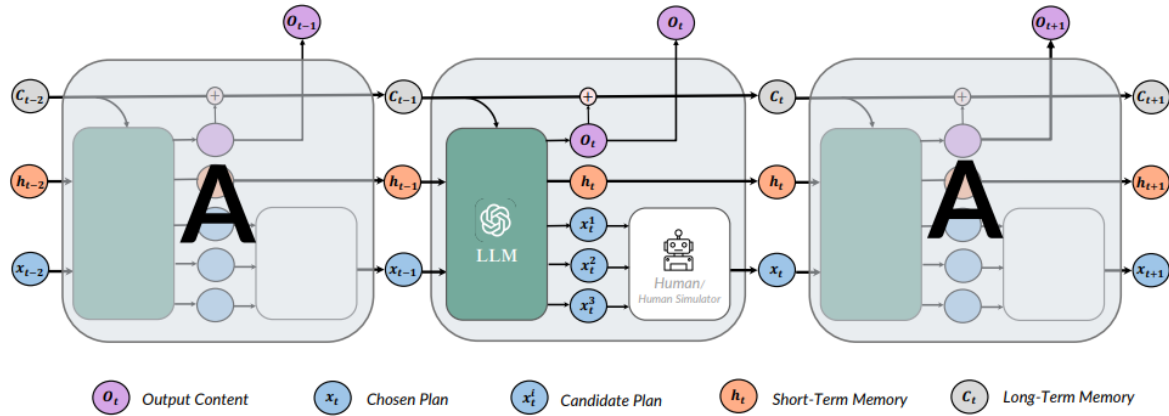 O_{t-1} O_t O_{t+1}
C_{t-2} C_{t-1} C_t C_{t+1}
O_t
h_{t-2} A h_{t-1} h_t h_t A h_{t+1}
x_t^1
LLM x_t^2
x_{t-2} x_{t-1} x_t x_{t+1}
Human/
Human Simulator
x_t^3
O_t Output Content x_t Chosen Plan x_t^i Candidate Plan h_t Short-Term Memory C_t Long-Term Memory